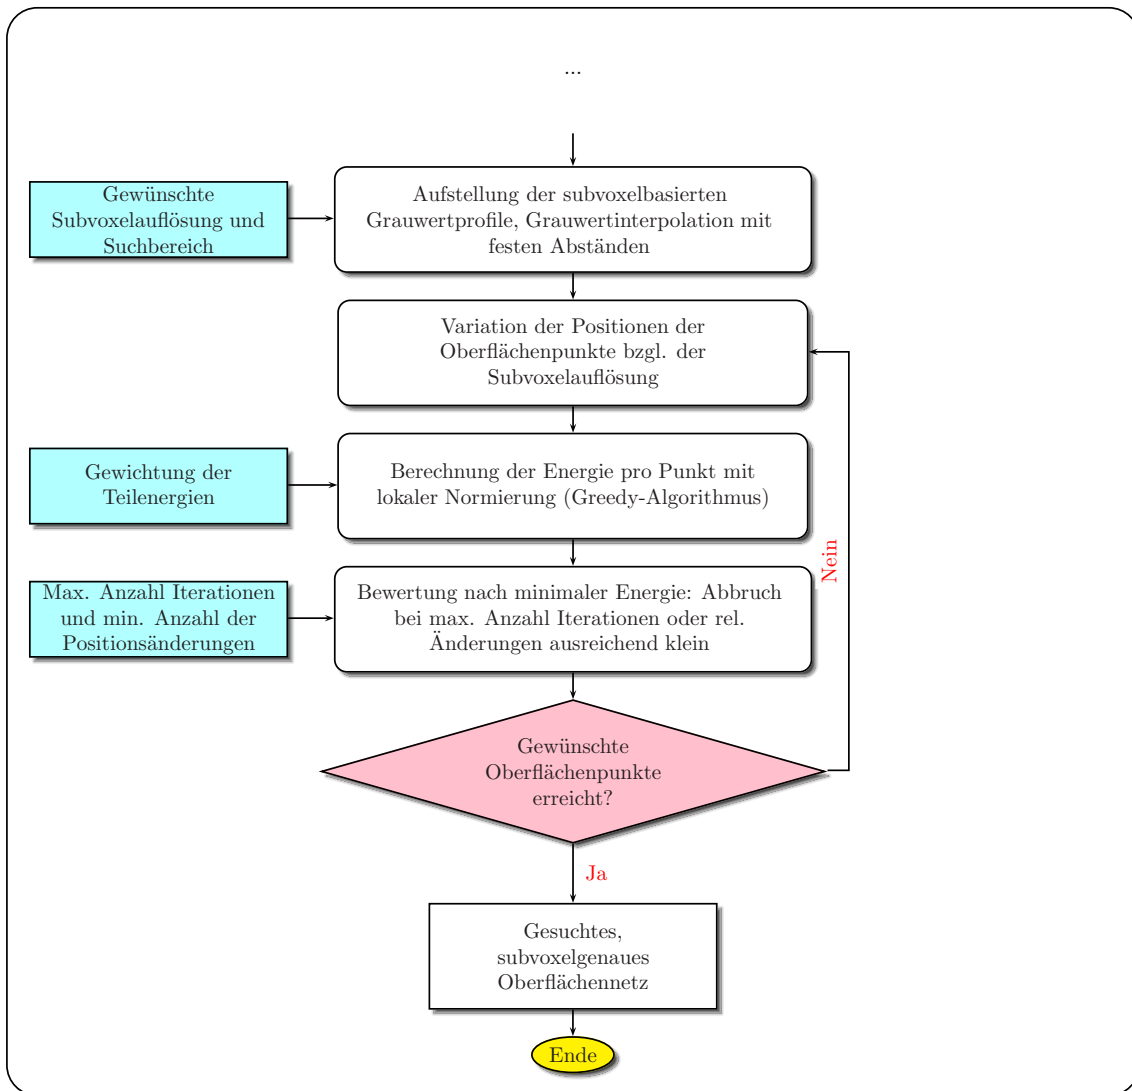 ...
Gewünschte
Subvoxelauflösung und
Suchbereich
Aufstellung der subvoxelbasierten
Grauwertprofile, Grauwertinterpolation mit
festen Abständen
Variation der Positionen der
Oberflächenpunkte bzgl. der
Subvoxelauflösung
Gewichtung der
Teilenergien
Berechnung der Energie pro Punkt mit
lokaler Normierung (Greedy-Algorithmus)
Nein
Max. Anzahl Iterationen
und min. Anzahl der
Positionsänderungen
Bewertung nach minimaler Energie: Abbruch
bei max. Anzahl Iterationen oder rel.
Änderungen ausreichend klein
Gewünschte
Oberflächenpunkte
erreicht?
Ja
Gesuchtes,
subvoxelgenaues
Oberflächennetz
Ende